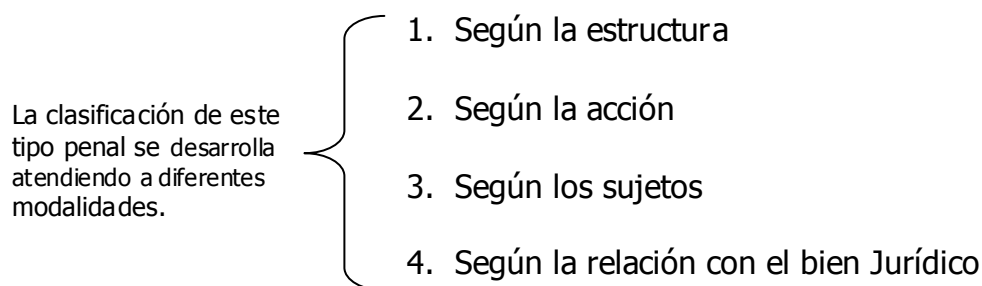 La clasificación de este
tipo penal se desarrolla
atendiendo a diferentes
modalidades.
1. Según la estructura
2. Según la acción
3. Según los sujetos
4. Según la relación con el bien Jurídico